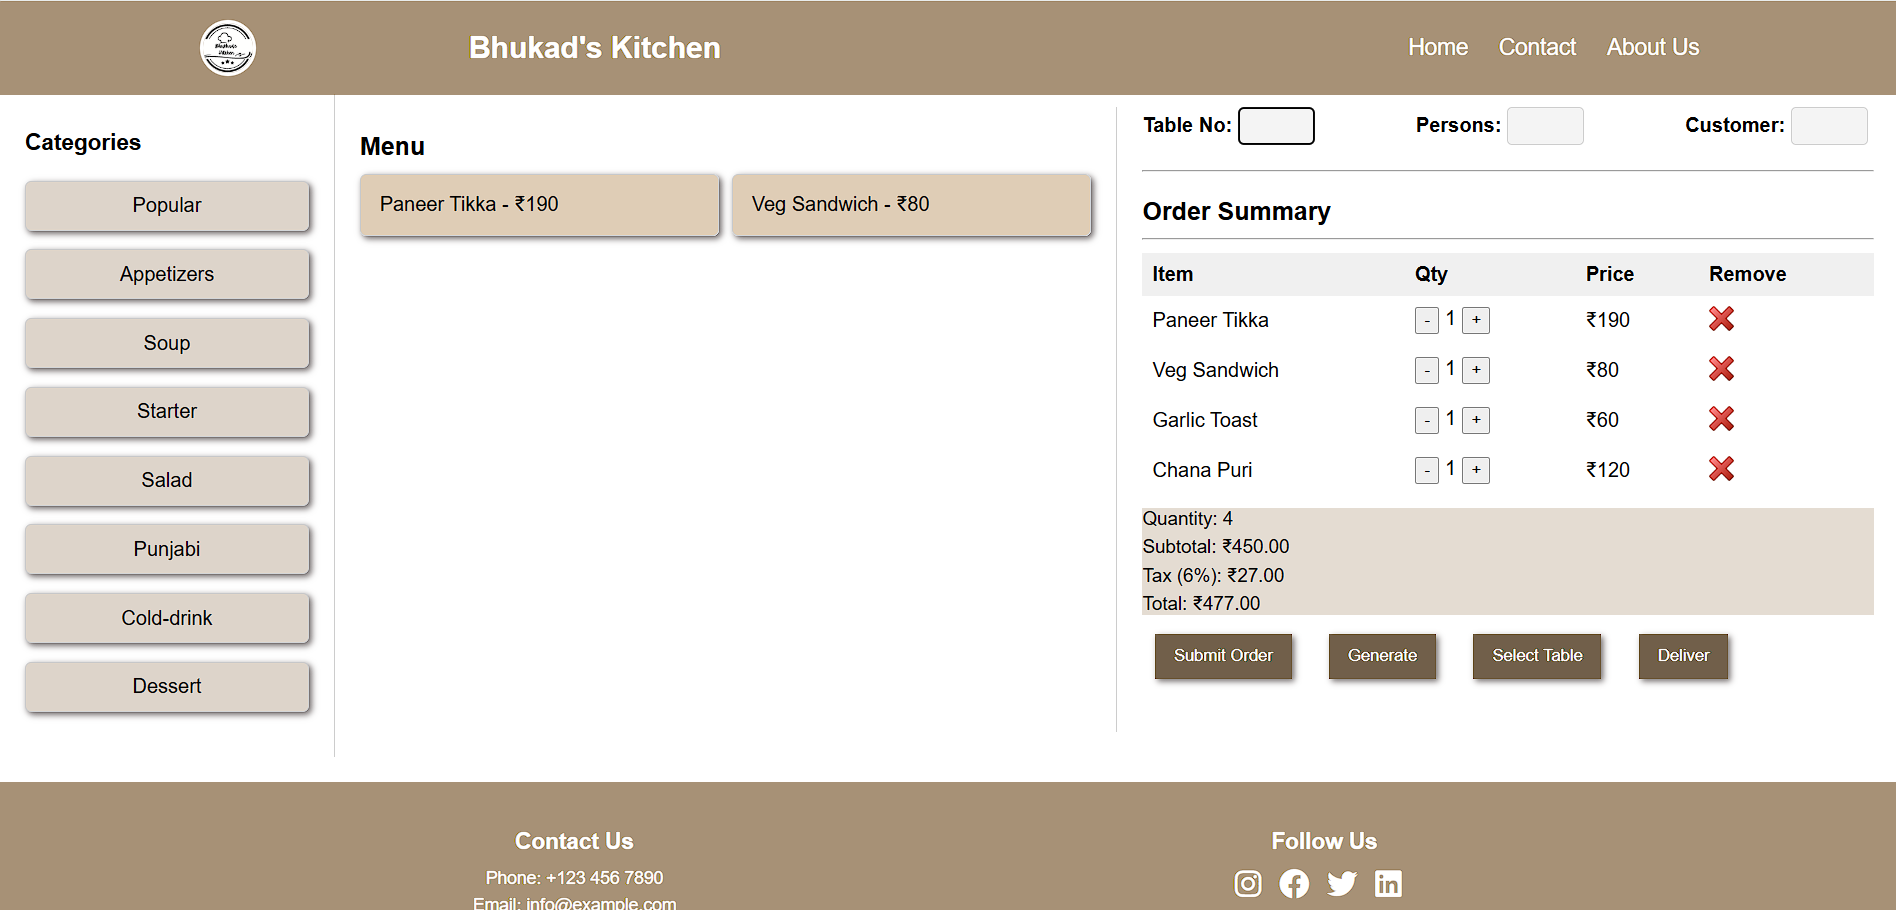 Bhukad's Kitchen
Bhukad's Kitchen
Home Contact About Us
Categories
Popular
Appetizers
Soup
Starter
Salad
Punjabi
Cold-drink
Dessert
Menu
Paneer Tikka - ₹190
Veg Sandwich - ₹80
Table No: Persons: Customer:
Order Summary
Item Qty Price Remove
Paneer Tikka - 1 + ₹190
Veg Sandwich - 1 + ₹80
Garlic Toast - 1 + ₹60
Chana Puri - 1 + ₹120
Quantity: 4
Subtotal: ₹450.00
Tax (6%): ₹27.00
Total: ₹477.00
Submit Order Generate Select Table Deliver
Contact Us
Phone: +123 456 7890
Email: info@example.com
Follow Us